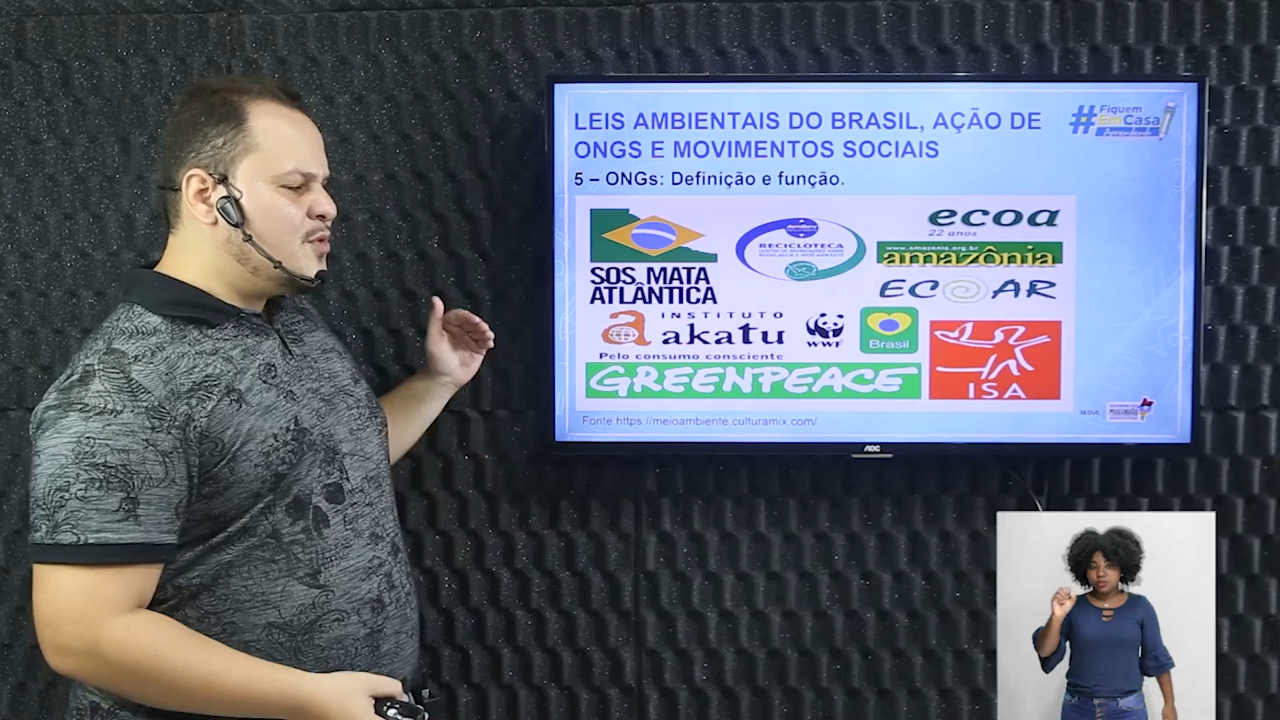 LEIS AMBIENTAIS DO BRASIL, AÇÃO DE
ONGS E MOVIMENTOS SOCIAIS
#Fiquem
EmCasa
5 – ONGs: Definição e função.
SOS MATA
ATLÂNTICA
RECICLOTECA
ecoa
22 anos
www.amazonia.org.br
amazônia
ECOAR
INSTITUTO
akatu
Pelo consumo consciente
WWF
Brasil
GREENPEACE
ISA
Fonte:https://meioambiente.culturamix.com/
SEDUC
AOC